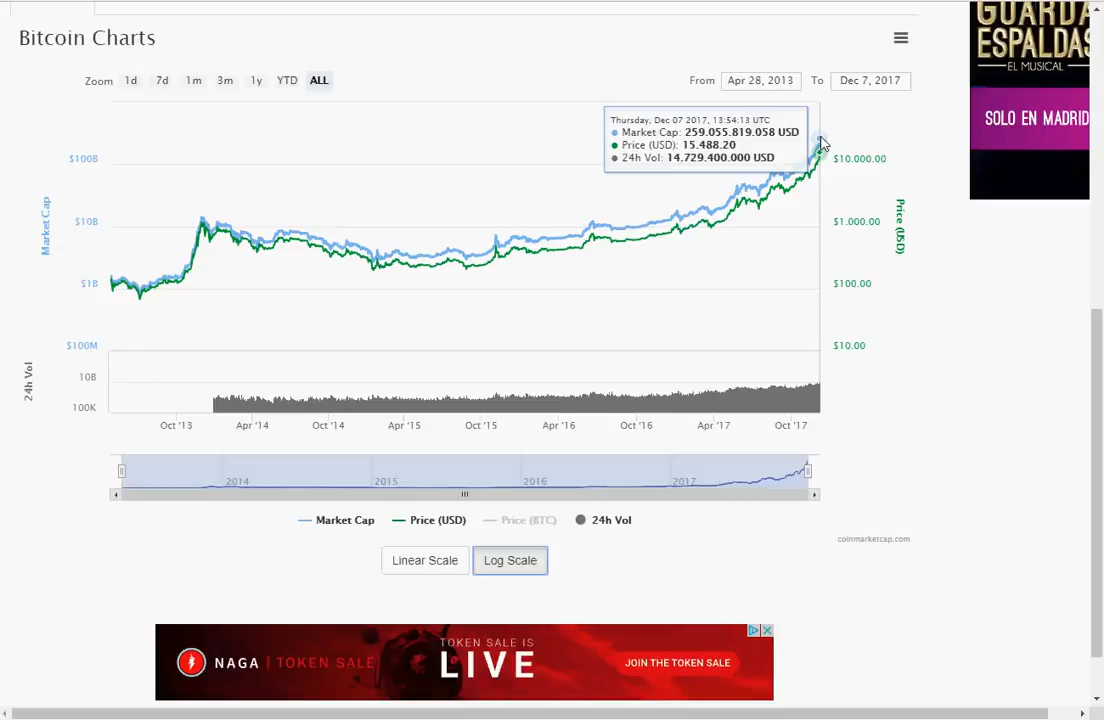 Bitcoin Charts
Zoom 1d 7d 1m 3m 1y YTD ALL
From Apr 28, 2013 To Dec 7, 2017
Thursday, Dec 07 2017, 13:54:13 UTC
Market Cap: 259.055.819.058 USD
Price (USD): 15.488.20
24h Vol: 14.729.400.000 USD
$100B
$10B
$1B
$100M
Market Cap
$10.000.00
$1.000.00
$100.00
$10.00
Price (USD)
24h Vol
10B
100K
Oct '13 Apr '14 Oct '14 Apr '15 Oct '15 Apr '16 Oct '16 Apr '17 Oct '17
2014 2015 2016 2017
Market Cap Price (USD) Price (BTC) 24h Vol
coinmarketcap.com
Linear Scale Log Scale
NAGA | TOKEN SALE
TOKEN SALE IS
LIVE
JOIN THE TOKEN SALE
GUARDA
ESPALDAS
EL MUSICAL
SOLO EN MADRID